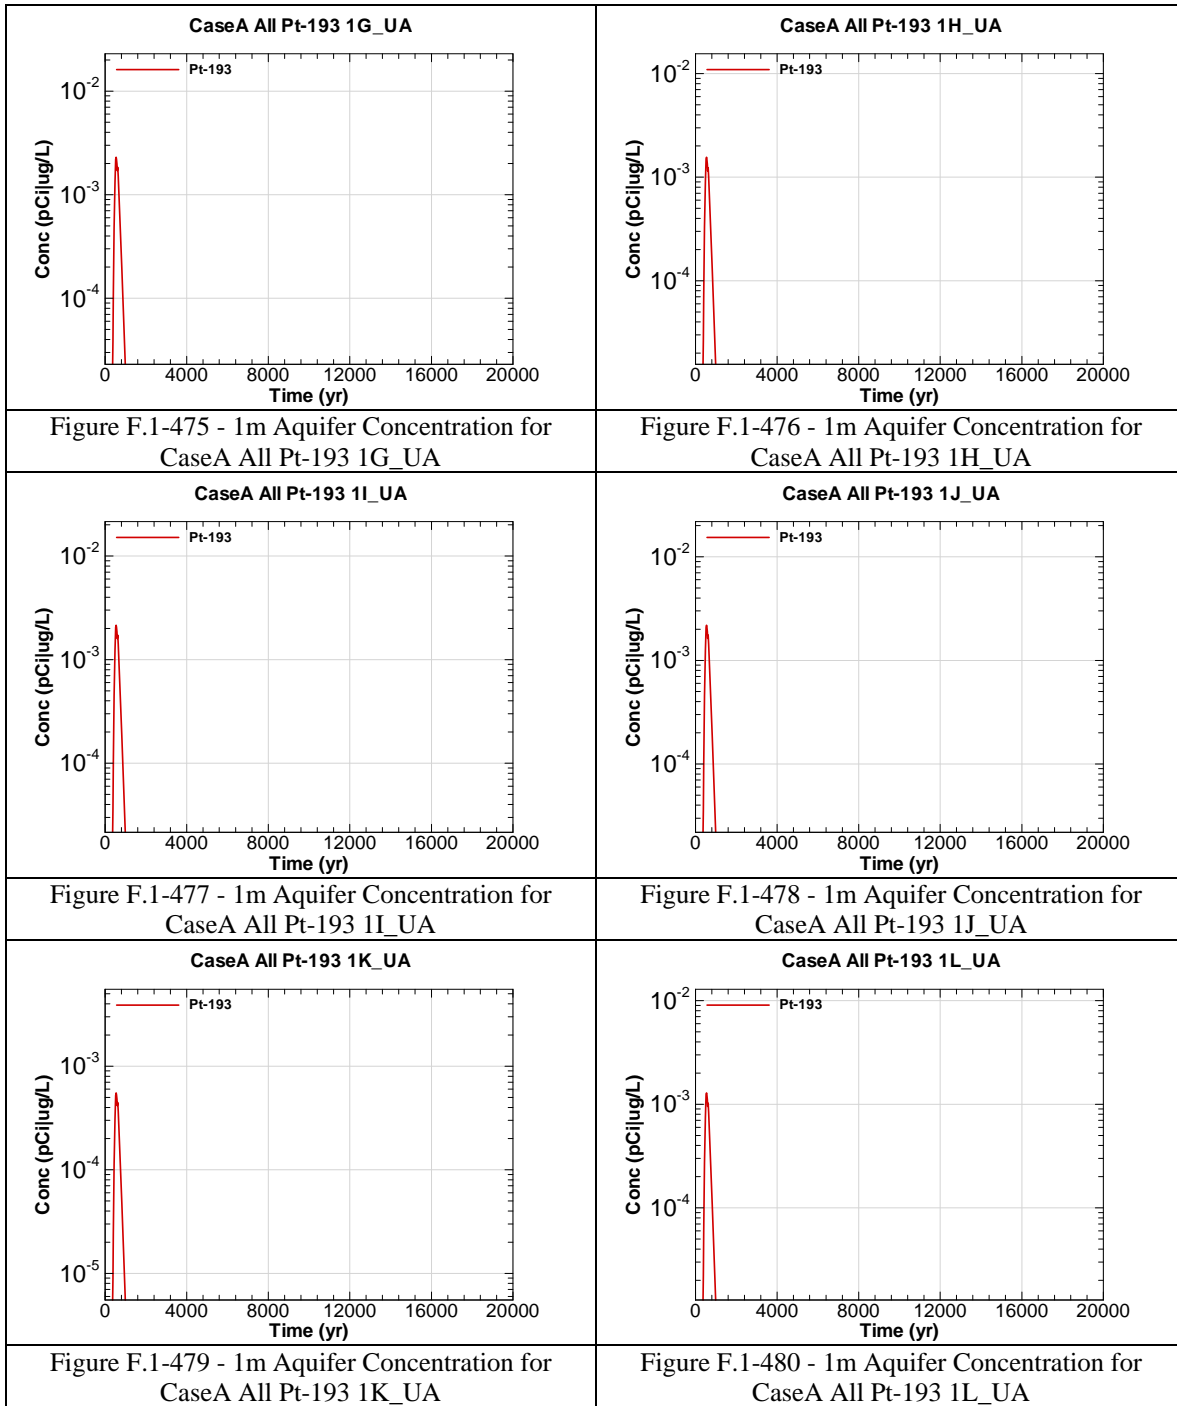 CaseA All Pt-193 1G_UA
Pt-193
10-2
10-3
10-4
Conc (pCi|ug/L)
0 4000 8000 12000 16000 20000
Time (yr)
Figure F.1-475 - 1m Aquifer Concentration for
CaseA All Pt-193 1G_UA
CaseA All Pt-193 1H_UA
Pt-193
10-2
10-3
10-4
Conc (pCi|ug/L)
0 4000 8000 12000 16000 20000
Time (yr)
Figure F.1-476 - 1m Aquifer Concentration for
CaseA All Pt-193 1H_UA
CaseA All Pt-193 1I_UA
Pt-193
10-2
10-3
10-4
Conc (pCi|ug/L)
0 4000 8000 12000 16000 20000
Time (yr)
Figure F.1-477 - 1m Aquifer Concentration for
CaseA All Pt-193 1I_UA
CaseA All Pt-193 1J_UA
Pt-193
10-2
10-3
10-4
Conc (pCi|ug/L)
0 4000 8000 12000 16000 20000
Time (yr)
Figure F.1-478 - 1m Aquifer Concentration for
CaseA All Pt-193 1J_UA
CaseA All Pt-193 1K_UA
Pt-193
10-3
10-4
10-5
Conc (pCi|ug/L)
0 4000 8000 12000 16000 20000
Time (yr)
Figure F.1-479 - 1m Aquifer Concentration for
CaseA All Pt-193 1K_UA
CaseA All Pt-193 1L_UA
Pt-193
10-2
10-3
10-4
Conc (pCi|ug/L)
0 4000 8000 12000 16000 20000
Time (yr)
Figure F.1-480 - 1m Aquifer Concentration for
CaseA All Pt-193 1L_UA